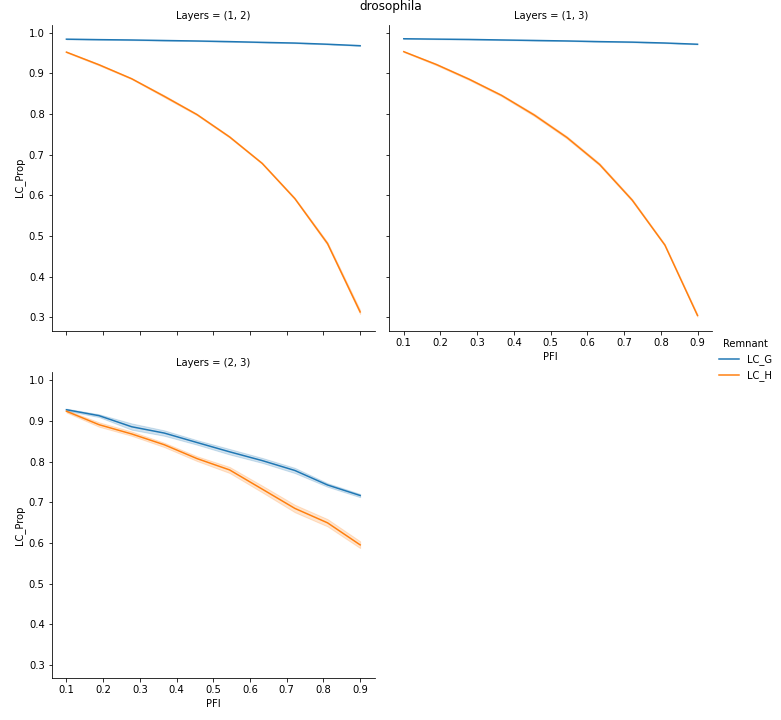 drosophila
Layers = (1, 2)
Layers = (1, 3)
1.0
0.9
0.8
0.7
0.6
0.5
0.4
0.3
LC_Prop
0.1 0.2 0.3 0.4 0.5 0.6 0.7 0.8 0.9
PFI
Remnant
LC_G
LC_H
Layers = (2, 3)
1.0
0.9
0.8
0.7
0.6
0.5
0.4
0.3
LC_Prop
0.1 0.2 0.3 0.4 0.5 0.6 0.7 0.8 0.9
PFI